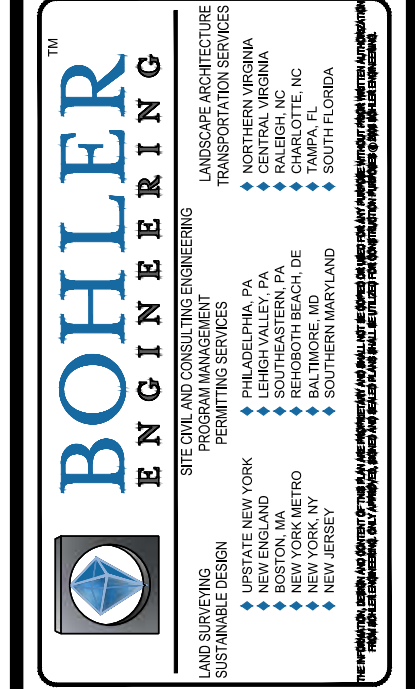 BOHLER™
ENGINEERING
SITE CIVIL AND CONSULTING ENGINEERING
LAND SURVEYING PROGRAM MANAGEMENT LANDSCAPE ARCHITECTURE
SUSTAINABLE DESIGN PERMITTING SERVICES TRANSPORTATION SERVICES
♦ UPSTATE NEW YORK ♦ PHILADELPHIA, PA ♦ NORTHERN VIRGINIA
♦ NEW ENGLAND ♦ LEHIGH VALLEY, PA ♦ CENTRAL VIRGINIA
♦ BOSTON, MA ♦ SOUTHEASTERN, PA ♦ RALEIGH, NC
♦ NEW YORK METRO ♦ REHOBOTH BEACH, DE ♦ CHARLOTTE, NC
♦ NEW YORK, NY ♦ BALTIMORE, MD ♦ TAMPA, FL
♦ NEW JERSEY ♦ SOUTHERN MARYLAND ♦ SOUTH FLORIDA
THE INFORMATION, DESIGN AND CONTENT OF THIS PLAN ARE PROPRIETARY AND SHALL NOT BE COPIED OR USED FOR ANY PURPOSE WITHOUT PRIOR WRITTEN AUTHORIZATION
FROM BOHLER ENGINEERING. ONLY APPROVED, SIGNED AND SEALED PLANS SHALL BE UTILIZED FOR CONSTRUCTION PURPOSES © BOHLER ENGINEERING.